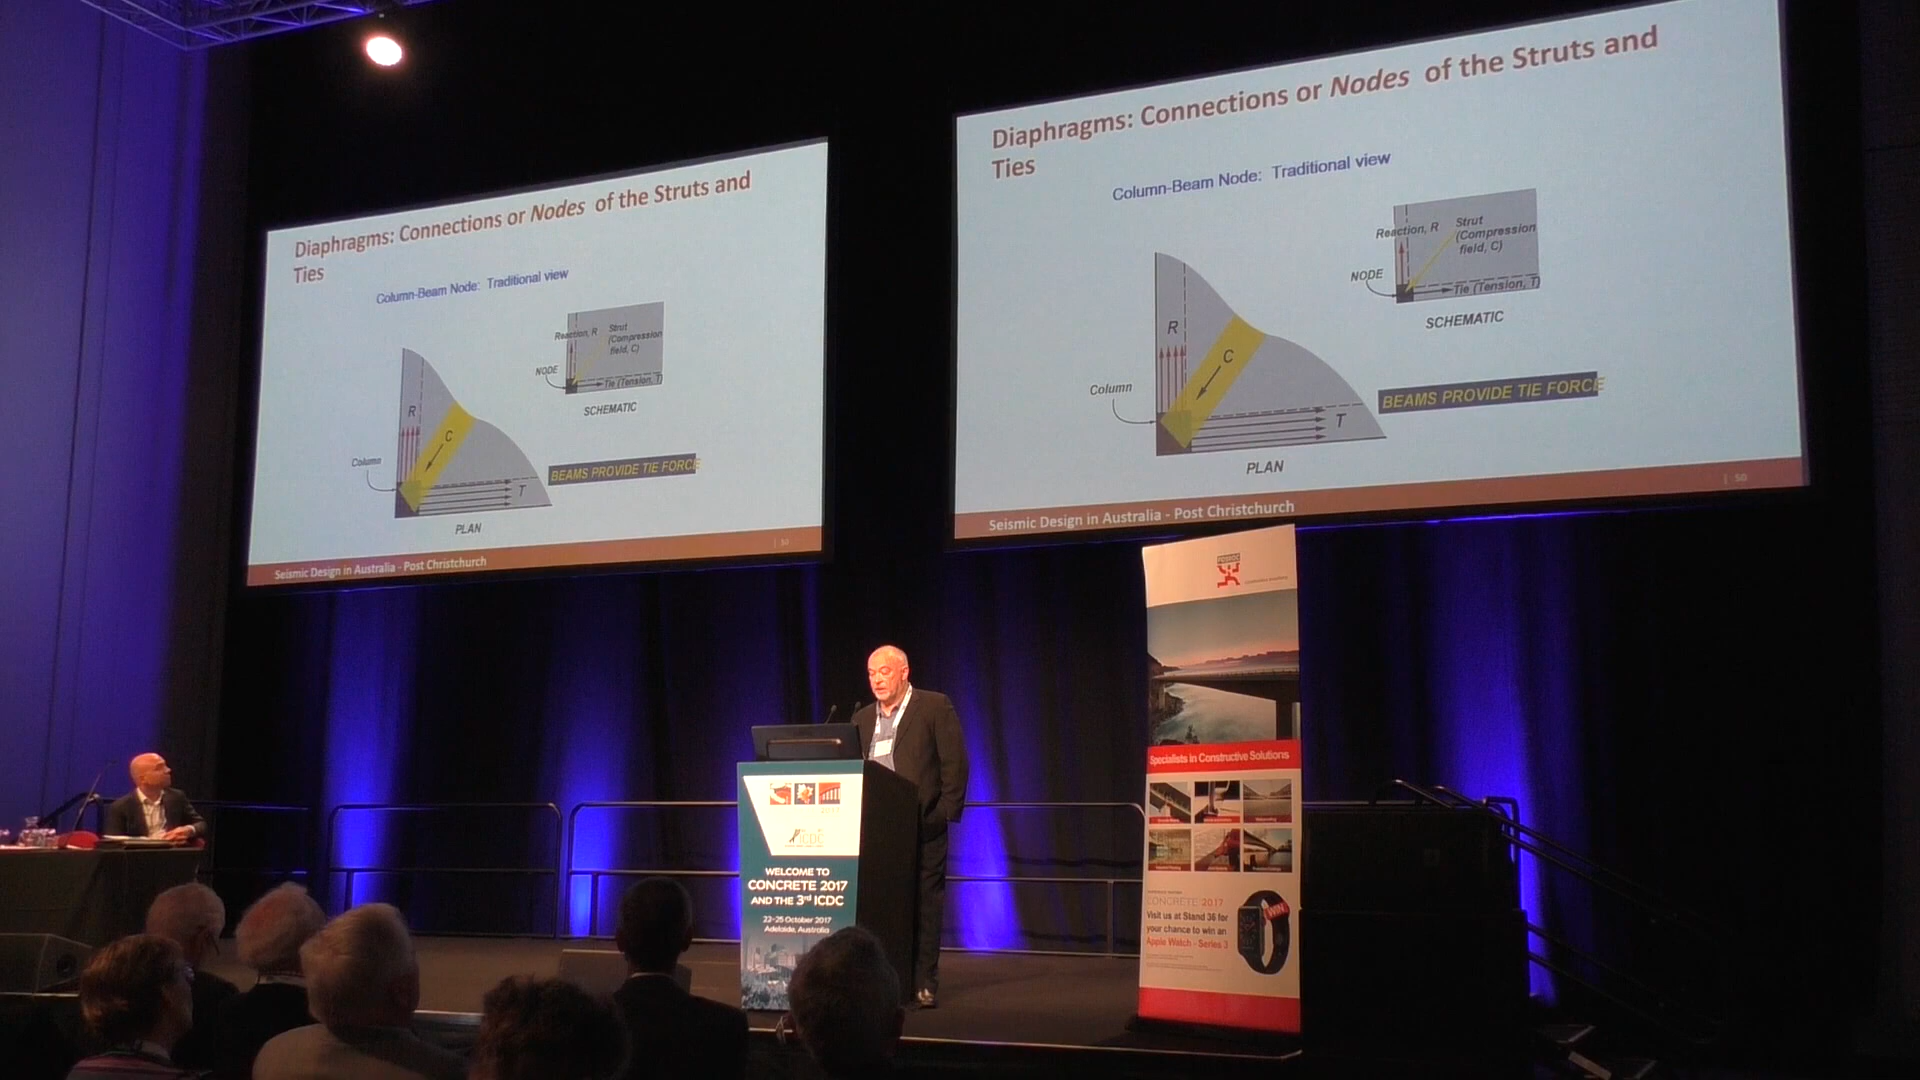 Diaphragms: Connections or Nodes of the Struts and
Ties
Column-Beam Node: Traditional view
Reaction, R
Strut
(Compression
field, C)
NODE
Tie (Tension, T)
SCHEMATIC
R
C
Column
T
BEAMS PROVIDE TIE FORCE
PLAN
Seismic Design in Australia - Post Christchurch
Diaphragms: Connections or Nodes of the Struts and
Ties
Column-Beam Node: Traditional view
Reaction, R
Strut
(Compression
field, C)
NODE
Tie (Tension, T)
SCHEMATIC
R
C
Column
T
BEAMS PROVIDE TIE FORCE
PLAN
Seismic Design in Australia - Post Christchurch
| 50
FOSROC
Specialists in Constructive Solutions
CONCRETE 2017
Visit us at Stand 36 for
your chance to win an
Apple Watch - Series 3
WIN
ICDC
WELCOME TO
CONCRETE 2017
AND THE 3rd ICDC
22-25 October 2017
Adelaide, Australia